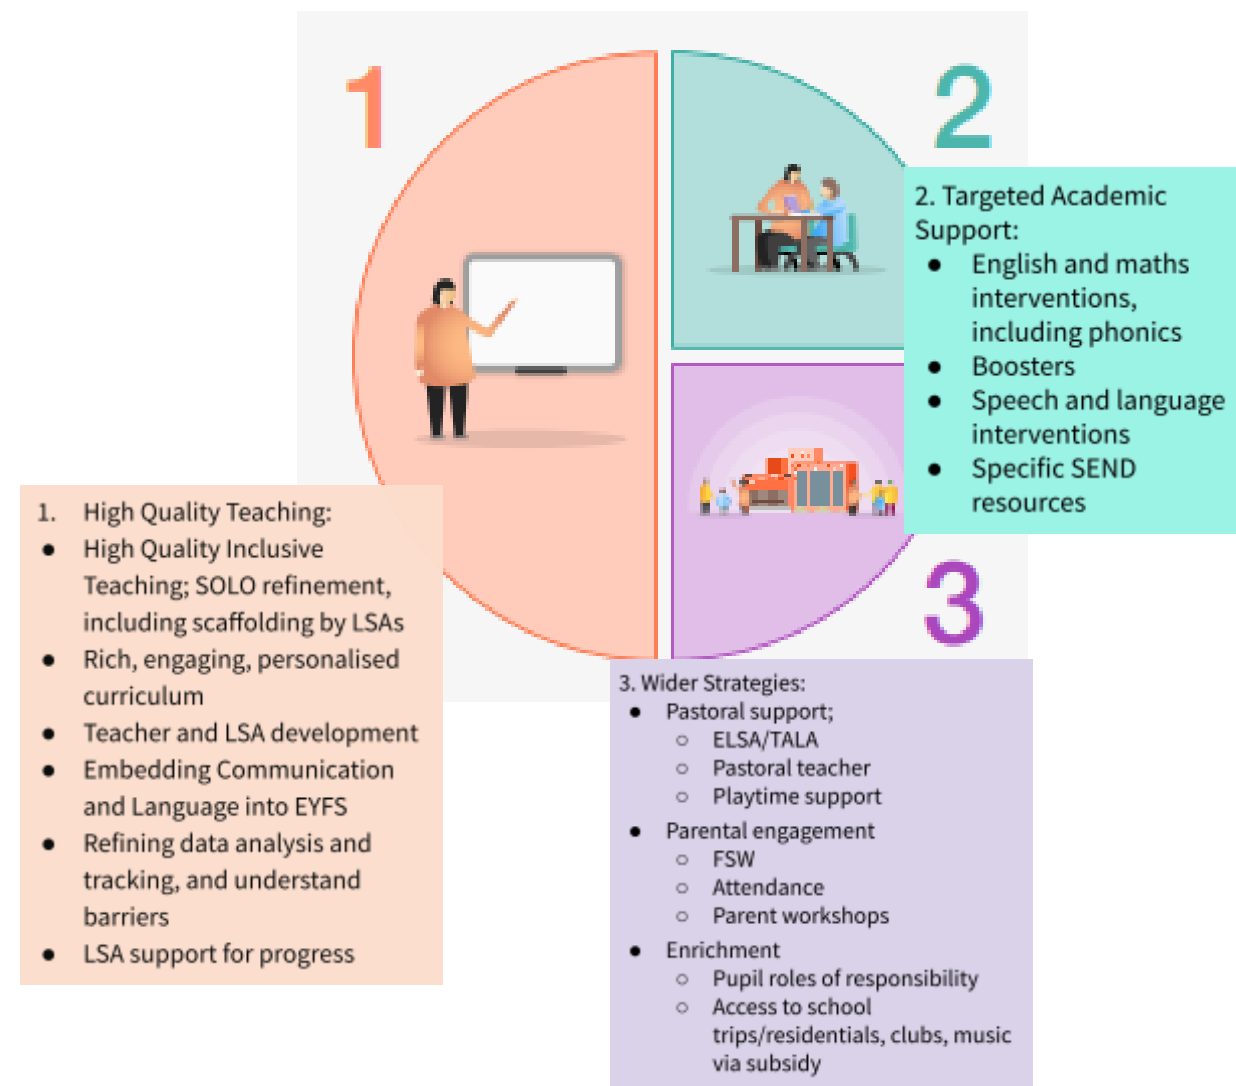 1
2
2. Targeted Academic
Support:
● English and maths
interventions,
including phonics
● Boosters
● Speech and language
interventions
● Specific SEND
resources
1. High Quality Teaching:
● High Quality Inclusive
Teaching; SOLO refinement,
including scaffolding by LSAs
● Rich, engaging, personalised
curriculum
● Teacher and LSA development
● Embedding Communication
and Language into EYFS
● Refining data analysis and
tracking, and understand
barriers
● LSA support for progress
3
3. Wider Strategies:
● Pastoral support;
○ ELSA/TALA
○ Pastoral teacher
○ Playtime support
● Parental engagement
○ FSW
○ Attendance
○ Parent workshops
● Enrichment
○ Pupil roles of responsibility
○ Access to school
trips/residentials, clubs, music
via subsidy